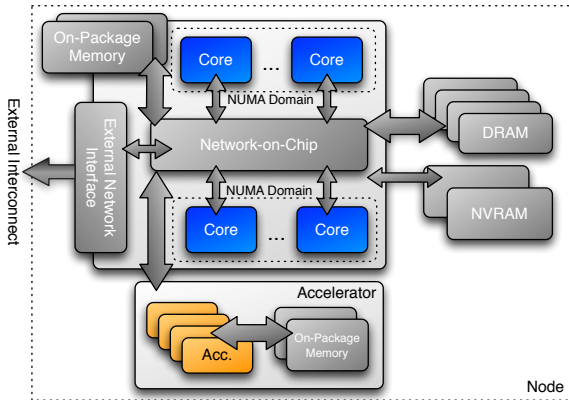 On-Package
Memory
Core
...
Core
NUMA Domain
External Interconnect
External Network
Interface
Network-on-Chip
DRAM
NUMA Domain
Core
...
Core
NVRAM
Accelerator
Acc.
On-Package
Memory
Node